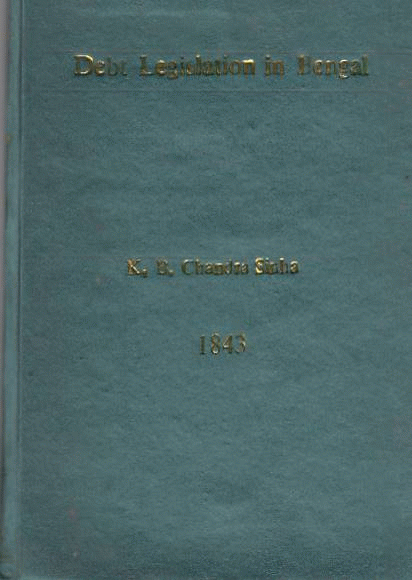 Debt Legislation in Bengal
K. B. Chandra Sinha
1843